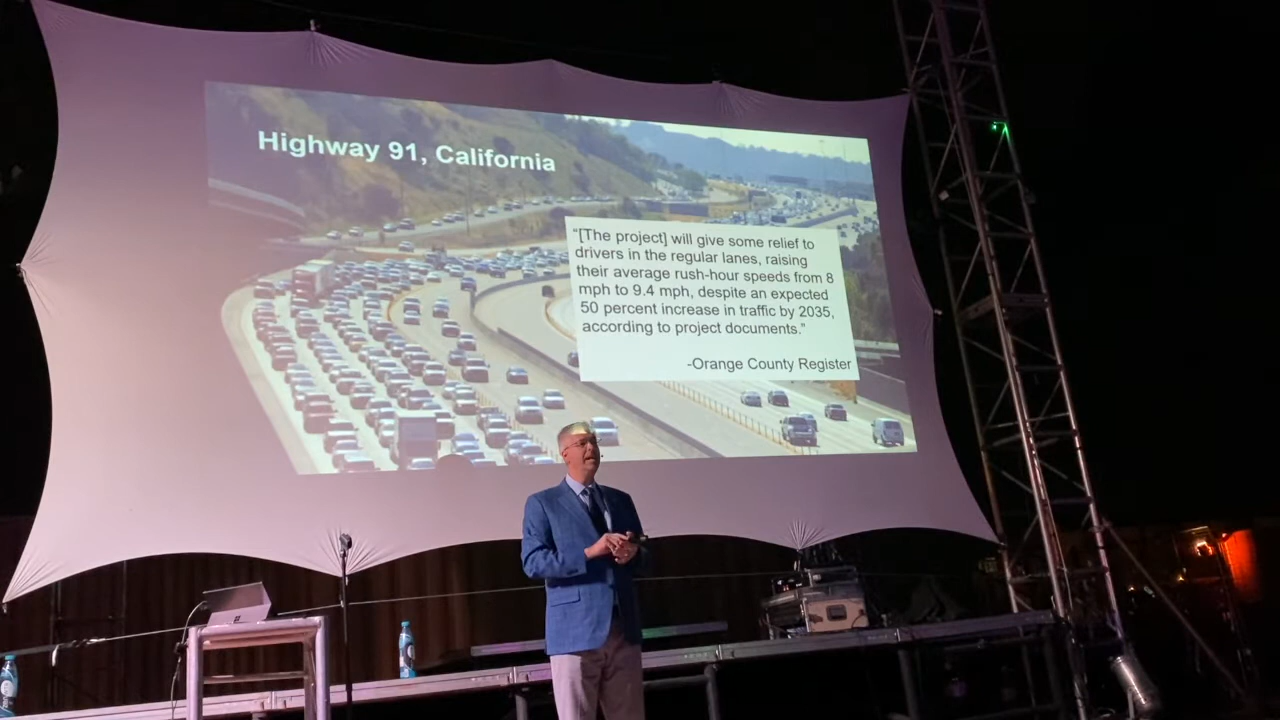 Highway 91, California
“[The project] will give some relief to
drivers in the regular lanes, raising
their average rush-hour speeds from 8
mph to 9.4 mph, despite an expected
50 percent increase in traffic by 2035,
according to project documents.”
-Orange County Register